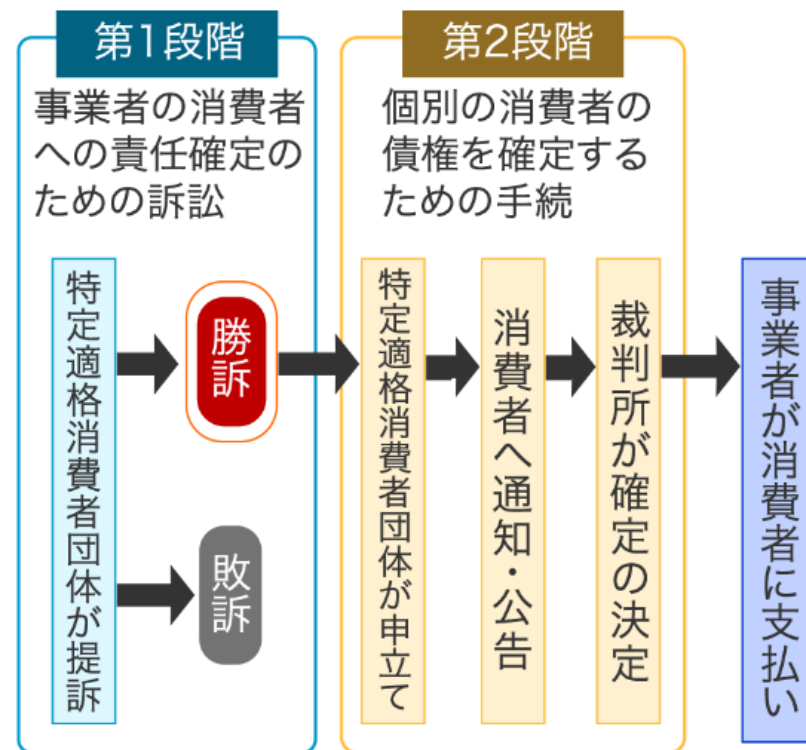 第1段階
事業者の消費者
への責任確定の
ための訴訟
特定適格消費者団体が提訴
勝訴
敗訴
第2段階
個別の消費者の
債権を確定する
ための手続
特定適格消費者団体が申立て
消費者へ通知・公告
裁判所が確定の決定
事業者が消費者に支払い